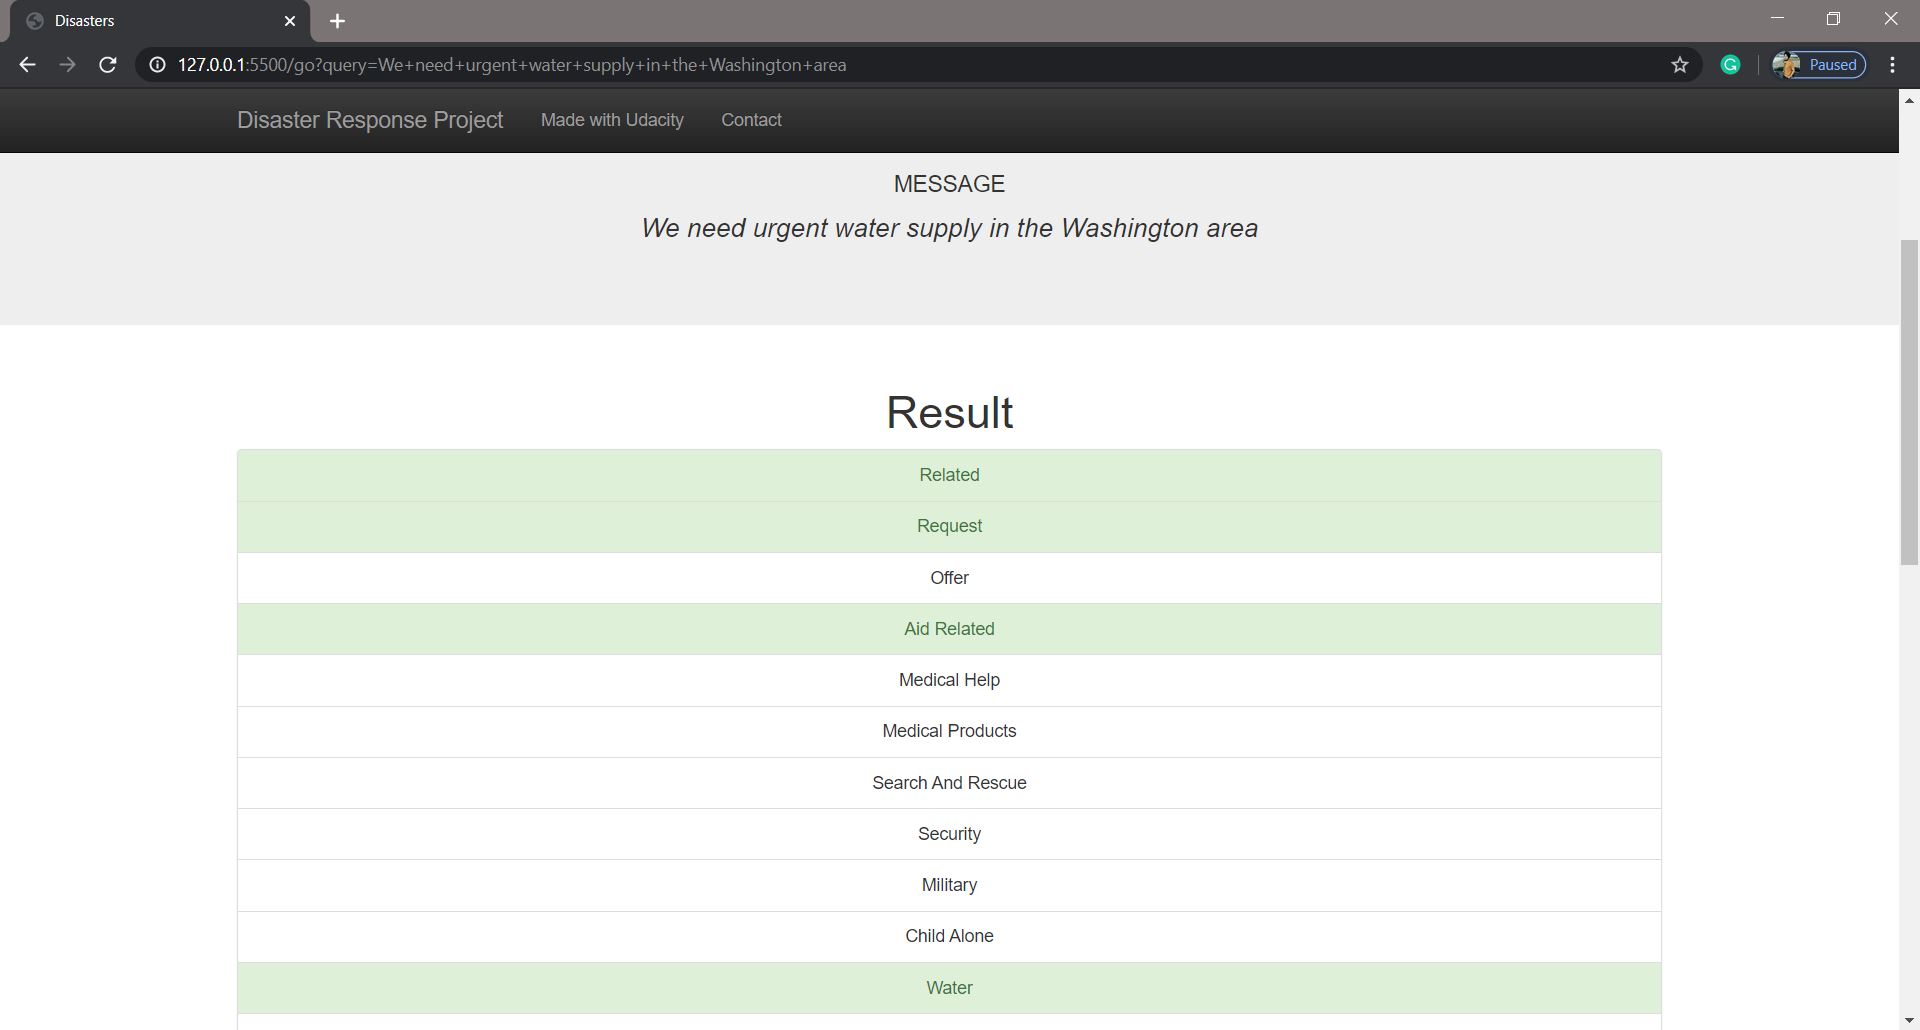 Disasters
127.0.0.1:5500/go?query=We+need+urgent+water+supply+in+the+Washington+area
Paused
Disaster Response Project Made with Udacity Contact
MESSAGE
We need urgent water supply in the Washington area
Result
Related
Request
Offer
Aid Related
Medical Help
Medical Products
Search And Rescue
Security
Military
Child Alone
Water